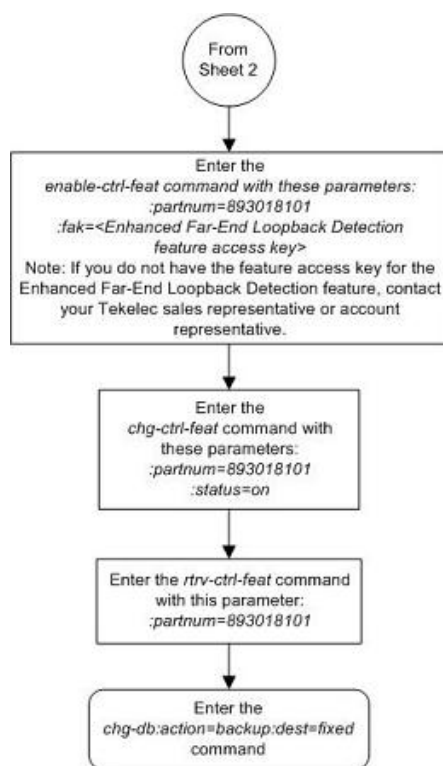 From
Sheet 2
Enter the
enable-ctrl-feat command with these parameters:
:partnum=893018101
:fak=<Enhanced Far-End Loopback Detection
feature access key>
Note: If you do not have the feature access key for the
Enhanced Far-End Loopback Detection feature, contact
your Tekelec sales representative or account
representative.
Enter the
chg-ctrl-feat command with
these parameters:
:partnum=893018101
:status=on
Enter the rtrv-ctrl-feat command
with this parameter:
:partnum=893018101
Enter the
chg-db:action=backup:dest=fixed
command